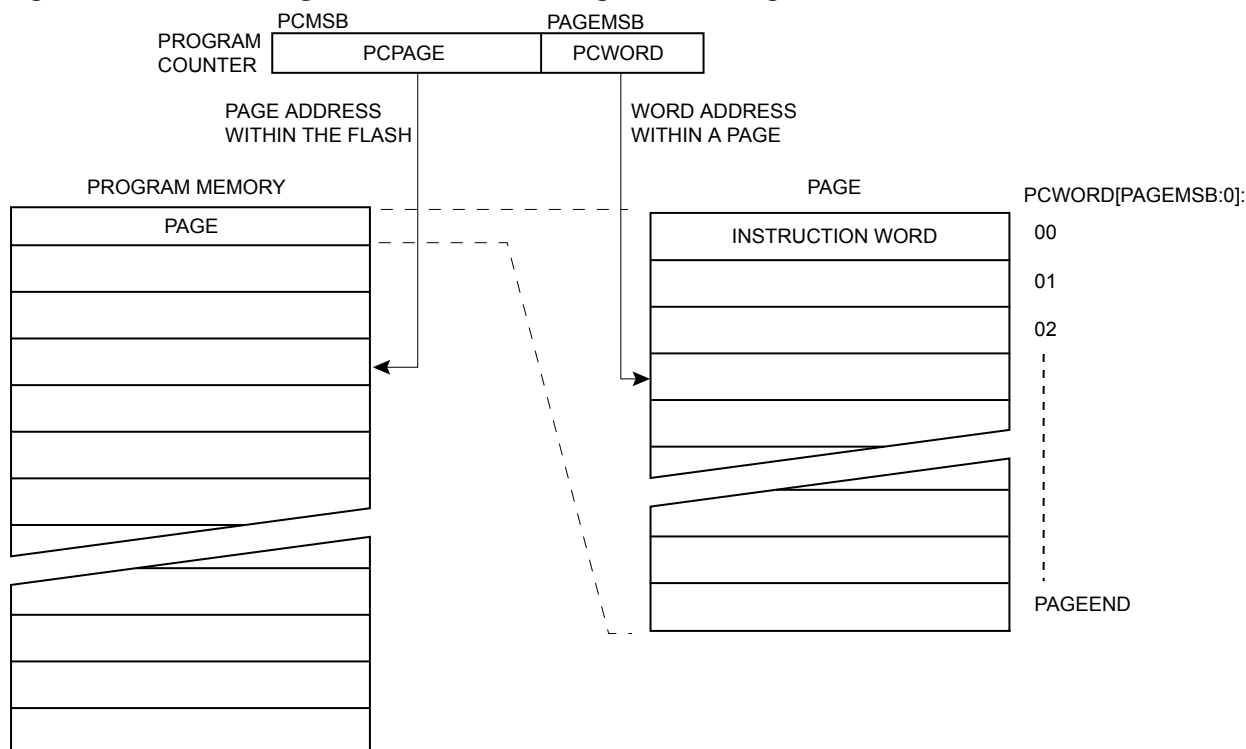 PCMSB PAGEMSB
PROGRAM
COUNTER
PCPAGE PCWORD
PAGE ADDRESS
WITHIN THE FLASH
WORD ADDRESS
WITHIN A PAGE
PROGRAM MEMORY
PAGE
PAGE
PCWORD[PAGEMSB:0]:
INSTRUCTION WORD
00
01
02
PAGEEND